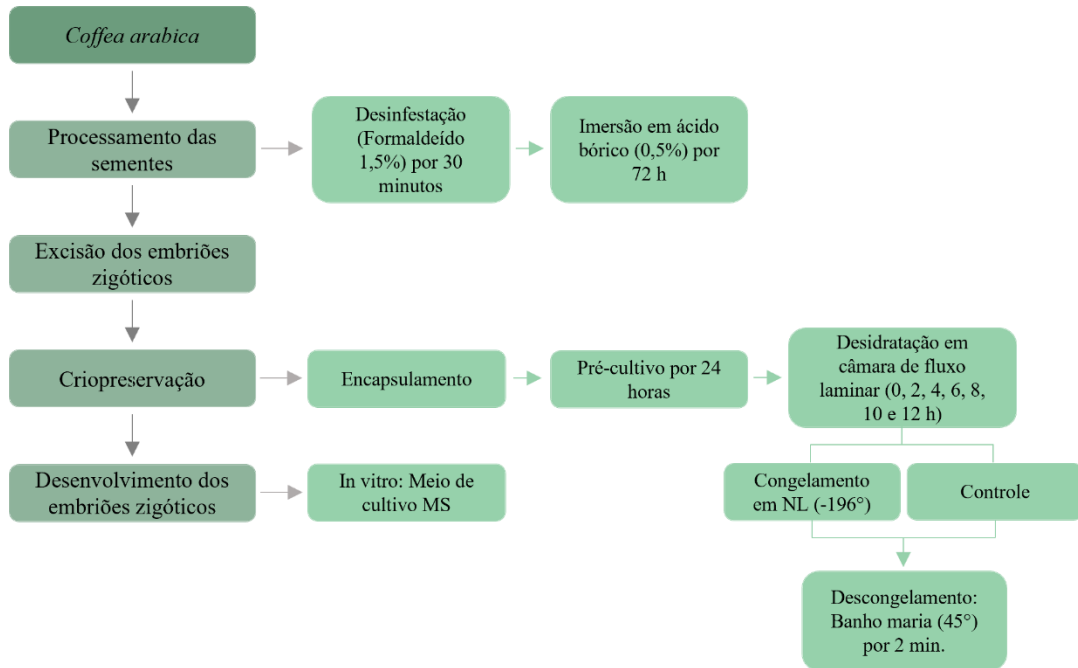 Coffea arabica
Processamento das
sementes
Desinfestação
(Formaldeído
1,5%) por 30
minutos
Imersão em ácido
bórico (0,5%) por
72 h
Excisão dos embriões
zigóticos
Criopreservação
Encapsulamento
Pré-cultivo por 24
horas
Desidratação em
câmara de fluxo
laminar (0, 2, 4, 6, 8,
10 e 12 h)
Desenvolvimento dos
embriões zigóticos
In vitro: Meio de
cultivo MS
Congelamento
em NL (-196°)
Controle
Descongelamento:
Banho maria (45°)
por 2 min.